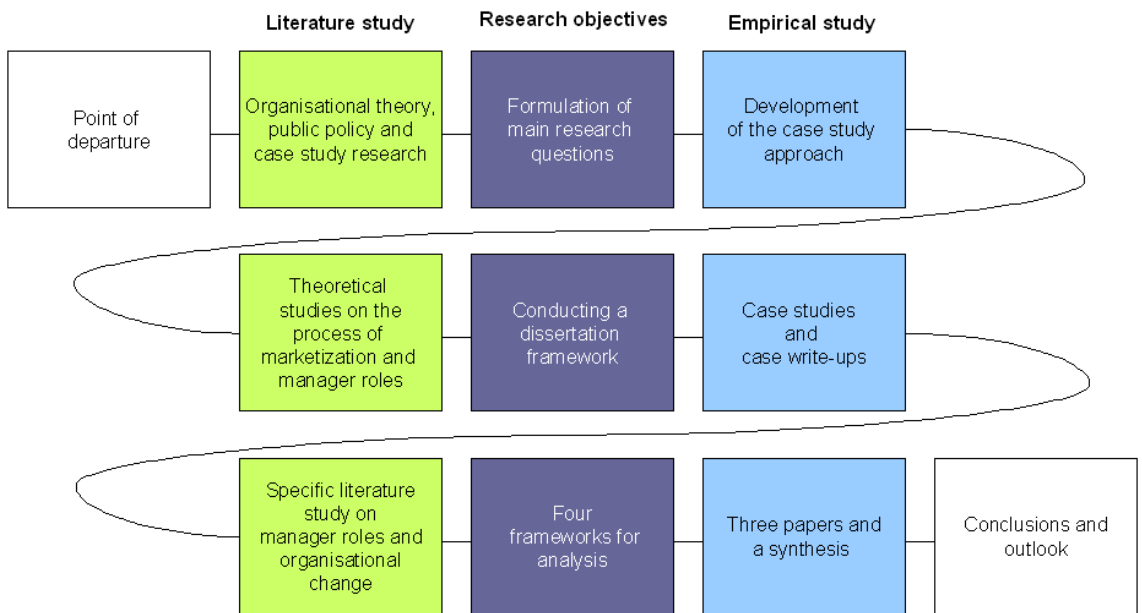 Literature study
Research objectives
Empirical study
Point of
departure
Organisational theory,
public policy and
case study research
Formulation of
main research
questions
Development
of the case study
approach
Theoretical
studies on the
process of
marketization and
manager roles
Conducting a
dissertation
framework
Case studies
and
case write-ups
Specific literature
study on
manager roles and
organisational
change
Four
frameworks for
analysis
Three papers and
a synthesis
Conclusions and
outlook